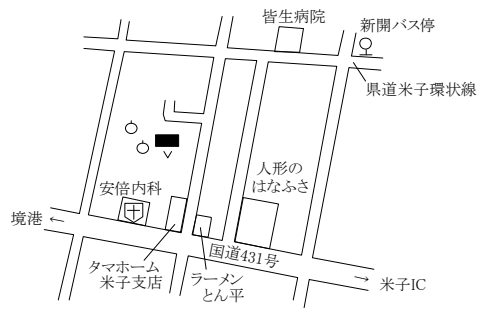 皆生病院
新開バス停
県道米子環状線
人形の
はなふさ
安倍内科
境港 ←
国道431号
タマホーム
米子支店
ラーメン
とん平
→ 米子IC